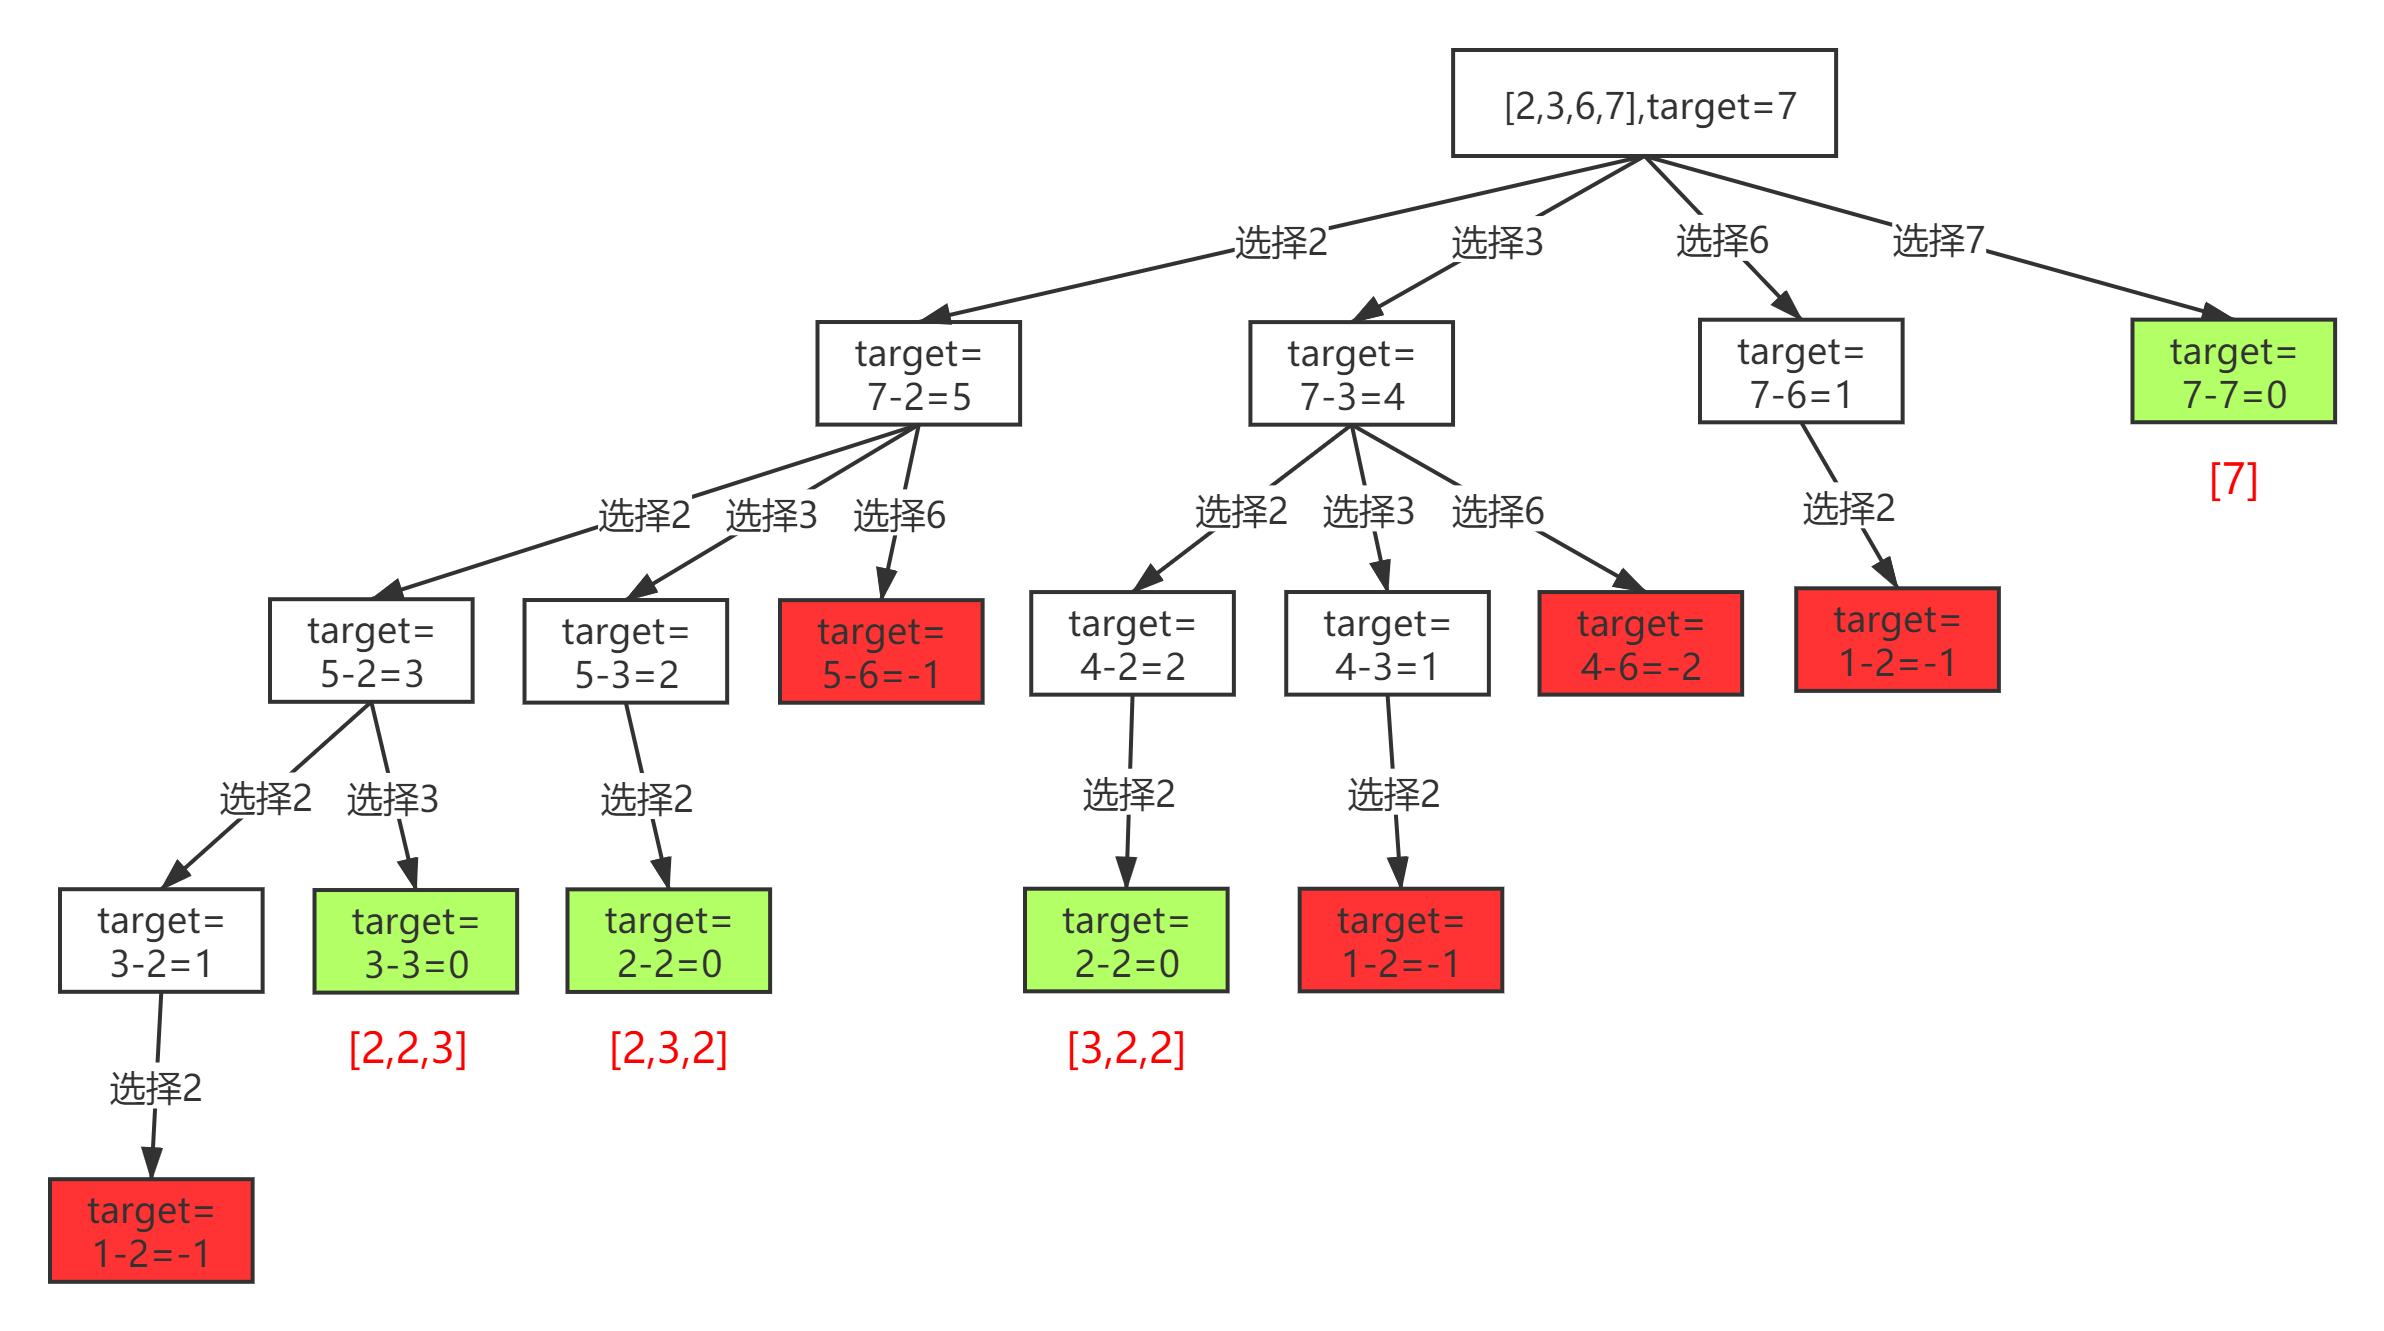 [2,3,6,7],target=7
选择2
选择3
选择6
选择7
target=
7-2=5
target=
7-3=4
target=
7-6=1
target=
7-7=0
[7]
选择2
选择3
选择6
选择2
选择3
选择6
选择2
target=
5-2=3
target=
5-3=2
target=
5-6=-1
target=
4-2=2
target=
4-3=1
target=
4-6=-2
target=
1-2=-1
选择2
选择3
选择2
选择2
选择2
target=
3-2=1
target=
3-3=0
target=
2-2=0
target=
2-2=0
target=
1-2=-1
[2,2,3]
[2,3,2]
[3,2,2]
选择2
target=
1-2=-1